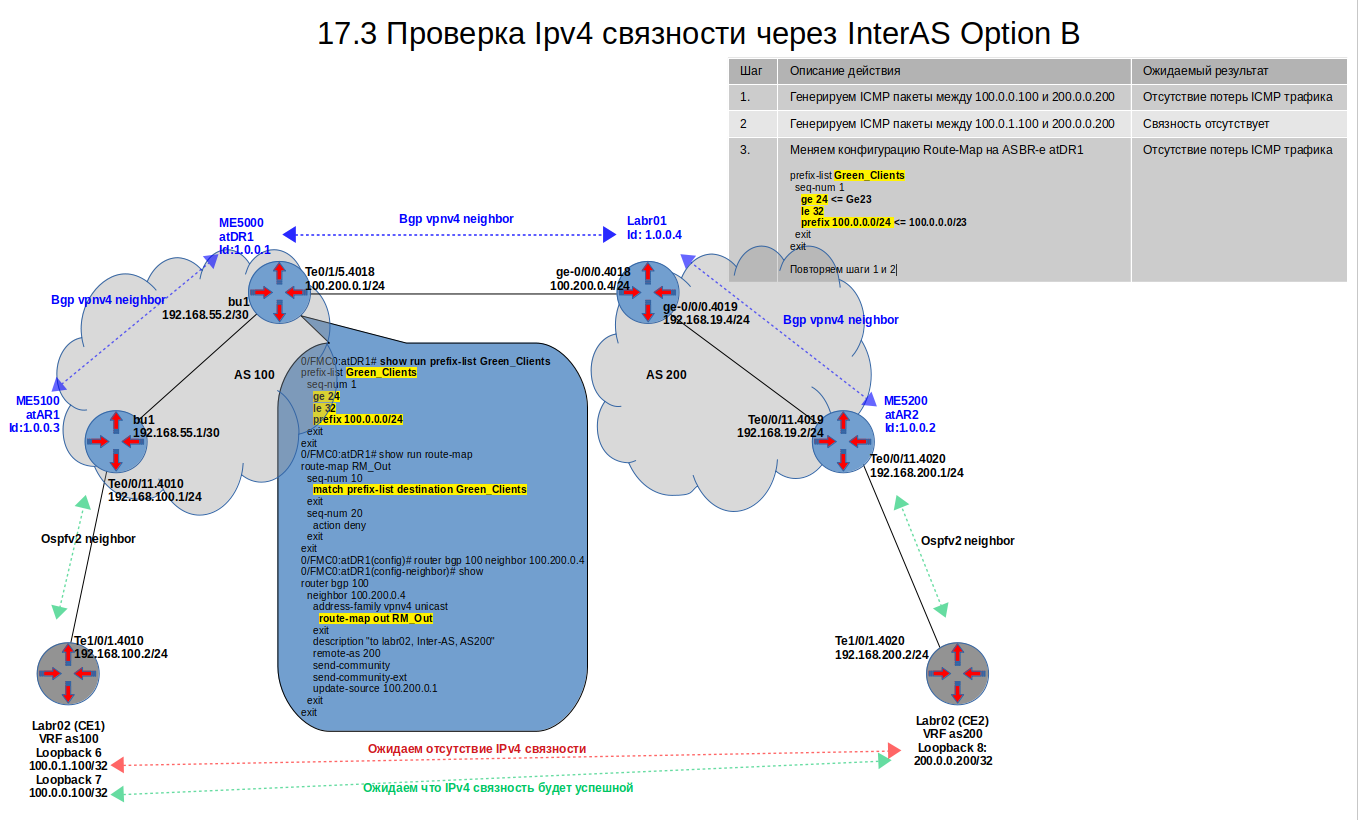 17.3 Проверка Ipv4 связности через InterAS Option B
Шаг Описание действия Ожидаемый результат
1. Генерируем ICMP пакеты между 100.0.0.100 и 200.0.0.200 Отсутствие потерь ICMP трафика
2 Генерируем ICMP пакеты между 100.0.1.100 и 200.0.0.200 Связность отсутствует
3. Меняем конфигурацию Route-Map на ASBR-е atDR1 Отсутствие потерь ICMP трафика
prefix-list Green_Clients
seq-num 1
ge 24 <= Ge23
le 32
prefix 100.0.0.0/24 <= 100.0.0.0/23
exit
exit
Повторяем шаги 1 и 2
ME5000
atDR1
Id:1.0.0.1
Bgp vpnv4 neighbor
Labr01
Id: 1.0.0.4
Te0/1/5.4018
100.200.0.1/24
ge-0/0/0.4018
100.200.0.4/24
Bgp vpnv4 neighbor
bu1
192.168.55.2/30
ge-0/0/0.4019
192.168.19.4/24
Bgp vpnv4 neighbor
AS 100
AS 200
ME5100
atAR1
Id:1.0.0.3
bu1
192.168.55.1/30
Te0/0/11.4019
192.168.19.2/24
ME5200
atAR2
Id:1.0.0.2
Te0/0/11.4010
192.168.100.1/24
Te0/0/11.4020
192.168.200.1/24
0/FMC0:atDR1# show run prefix-list Green_Clients
prefix-list Green_Clients
seq-num 1
ge 24
le 32
prefix 100.0.0.0/24
exit
exit
0/FMC0:atDR1# show run route-map
route-map RM_Out
seq-num 10
match prefix-list destination Green_Clients
exit
seq-num 20
action deny
exit
exit
0/FMC0:atDR1(config)# router bgp 100 neighbor 100.200.0.4
0/FMC0:atDR1(config-neighbor)# show
router bgp 100
neighbor 100.200.0.4
address-family vpnv4 unicast
route-map out RM_Out
exit
description "to labr02, Inter-AS, AS200"
remote-as 200
send-community
send-community-ext
update-source 100.200.0.1
exit
exit
Ospfv2 neighbor
Ospfv2 neighbor
Te1/0/1.4010
192.168.100.2/24
Te1/0/1.4020
192.168.200.2/24
Labr02 (CE1)
VRF as100
Loopback 6
100.0.1.100/32
Loopback 7
100.0.0.100/32
Labr02 (CE2)
VRF as200
Loopback 8:
200.0.0.200/32
Ожидаем отсутствие IPv4 связности
Ожидаем что IPv4 связность будет успешной